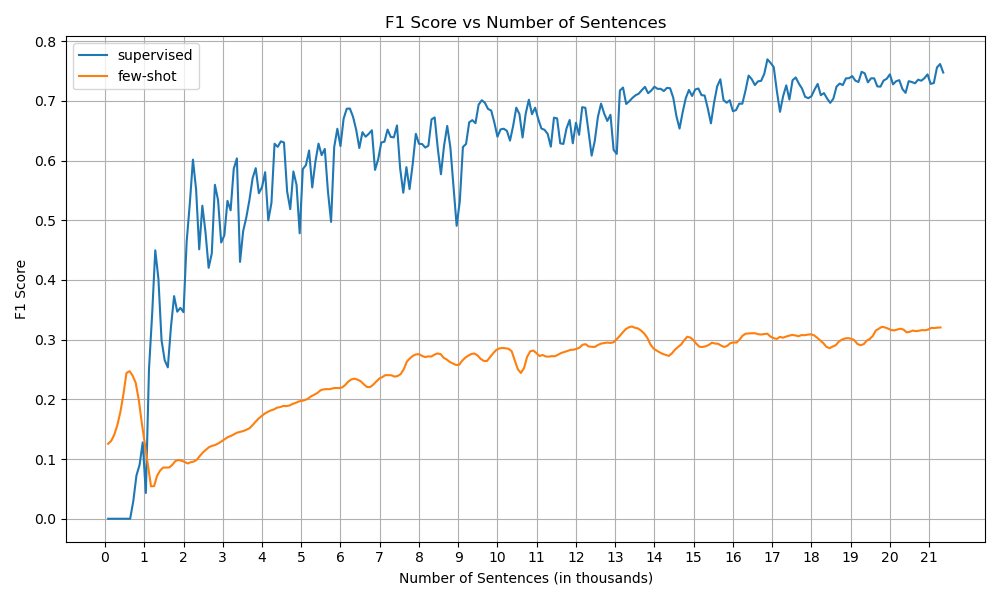 F1 Score vs Number of Sentences
supervised
few-shot
F1 Score
0.8
0.7
0.6
0.5
0.4
0.3
0.2
0.1
0.0
0 1 2 3 4 5 6 7 8 9 10 11 12 13 14 15 16 17 18 19 20 21
Number of Sentences (in thousands)